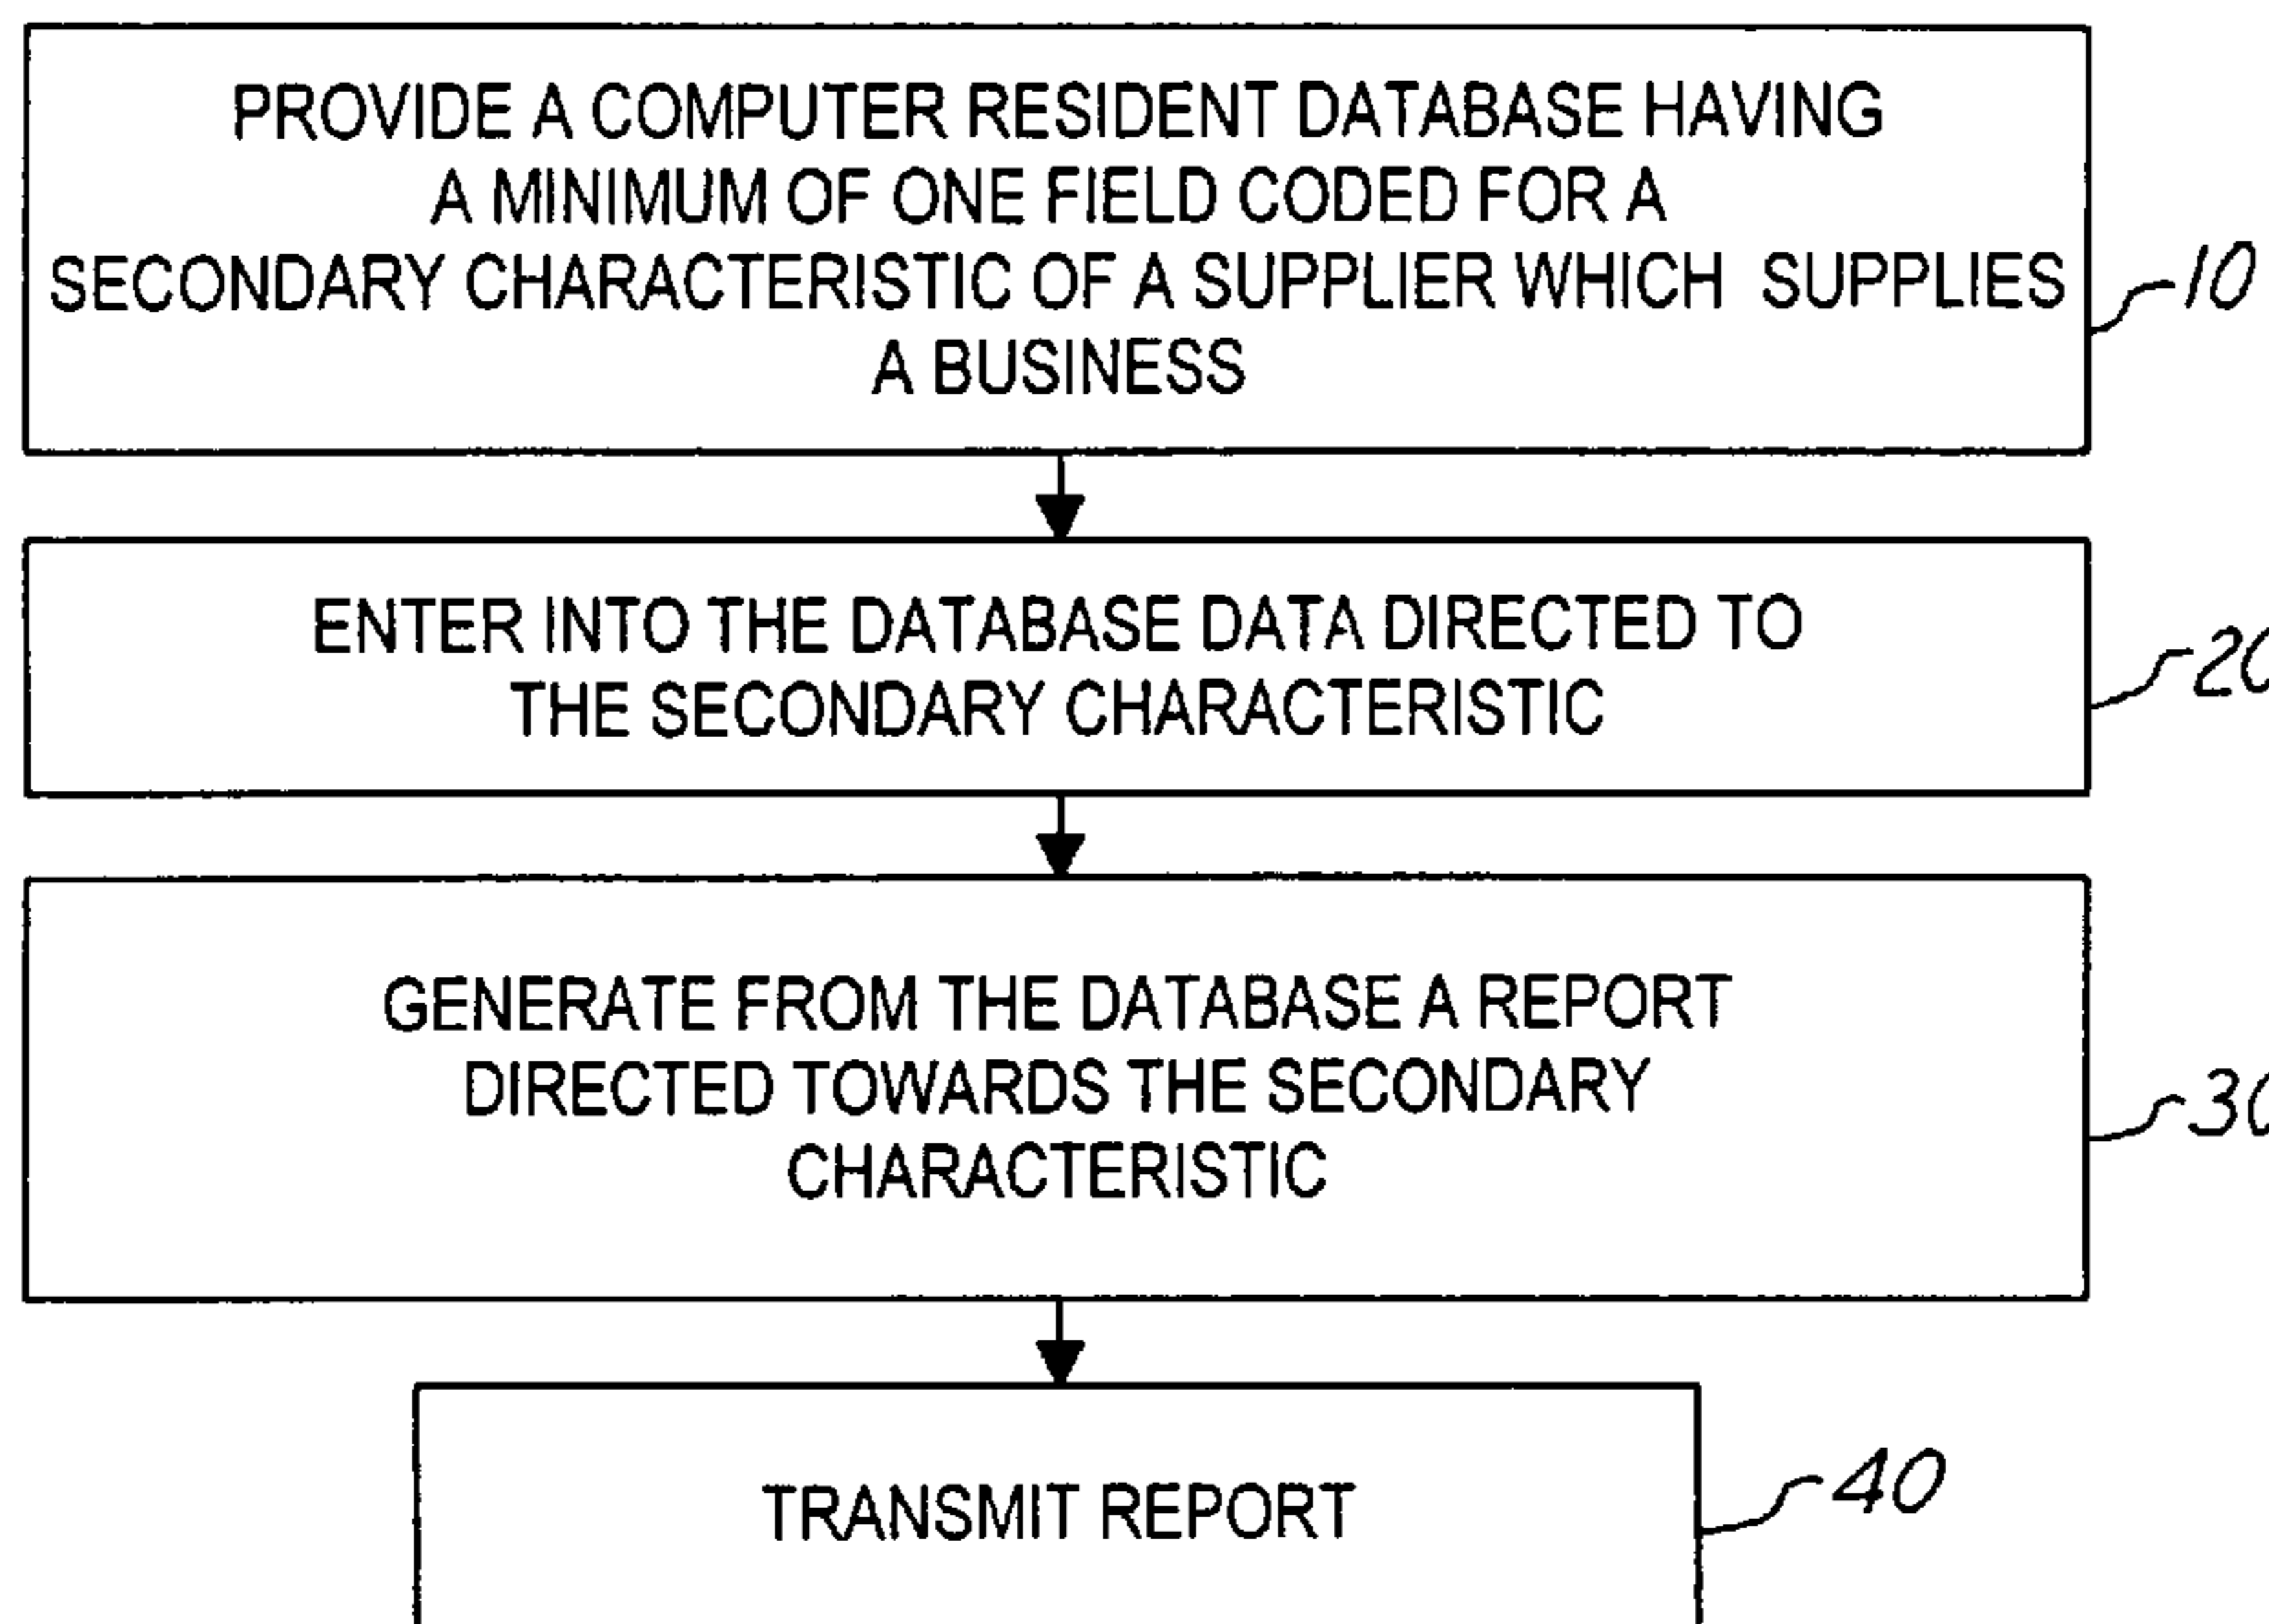 PROVIDE A COMPUTER RESIDENT DATABASE HAVING
A MINIMUM OF ONE FIELD CODED FOR A
SECONDARY CHARACTERISTIC OF A SUPPLIER WHICH SUPPLIES
A BUSINESS
10
ENTER INTO THE DATABASE DATA DIRECTED TO
THE SECONDARY CHARACTERISTIC
20
GENERATE FROM THE DATABASE A REPORT
DIRECTED TOWARDS THE SECONDARY
CHARACTERISTIC
30
TRANSMIT REPORT
40